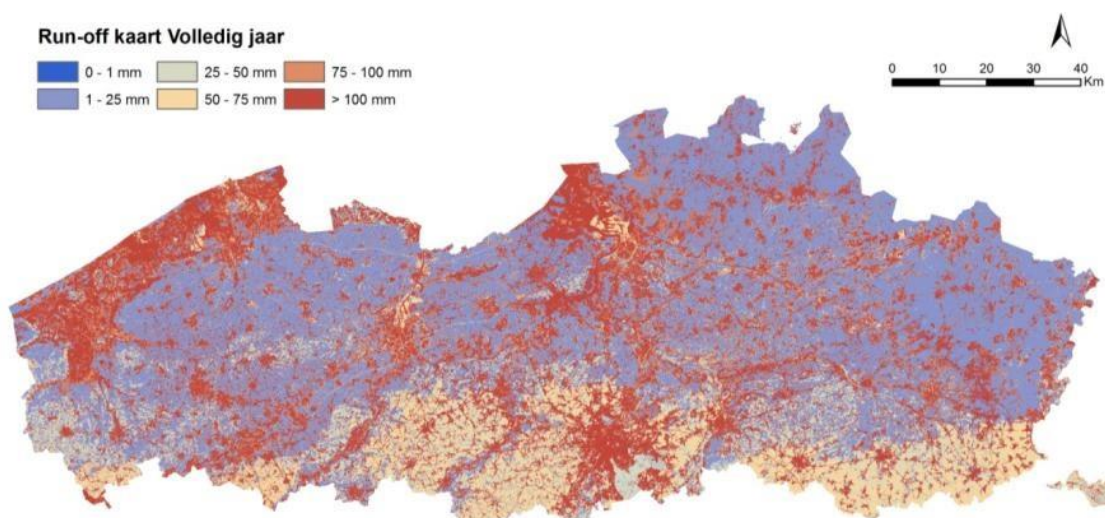 Run-off kaart Volledig jaar
0 - 1 mm 25 - 50 mm 75 - 100 mm
1 - 25 mm 50 - 75 mm > 100 mm
0 10 20 30 40
Km